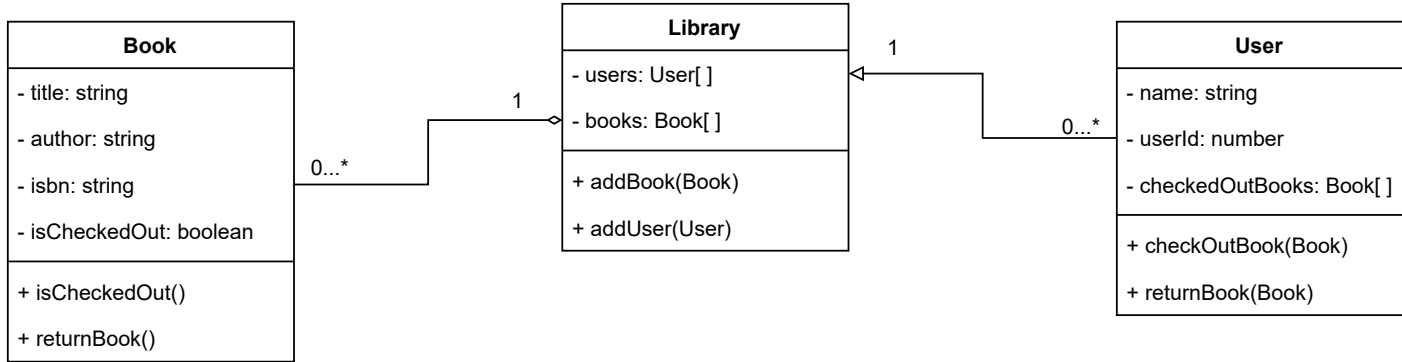 Book
- title: string
- author: string
- isbn: string
- isCheckedOut: boolean
+ isCheckedOut()
+ returnBook()
0...*
1
Library
- users: User[ ]
- books: Book[ ]
+ addBook(Book)
+ addUser(User)
1
0...*
User
- name: string
- userId: number
- checkedOutBooks: Book[ ]
+ checkOutBook(Book)
+ returnBook(Book)